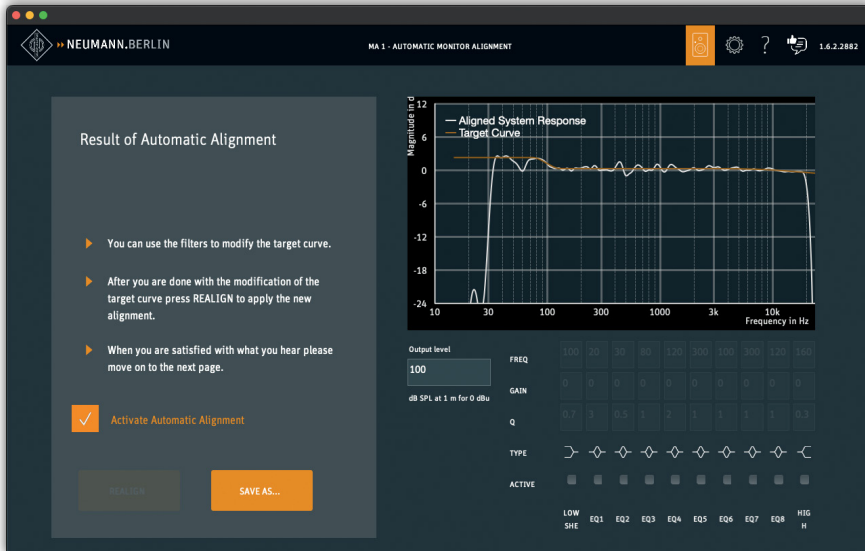 NEUMANN.BERLIN
MA 1 - AUTOMATIC MONITOR ALIGNMENT
1.6.2.2882
Result of Automatic Alignment
You can use the filters to modify the target curve.
After you are done with the modification of the
target curve press REALIGN to apply the new
alignment.
When you are satisfied with what you hear please
move on to the next page.
Activate Automatic Alignment
REALIGN
SAVE AS...
Magnitude in d
12
6
0
-6
-12
-18
-24
Aligned System Response
Target Curve
10 30 100 300 1000 3k 10k
Frequency in Hz
Output level
100
dB SPL at 1 m for 0 dBu
FREQ 100 20 30 80 120 300 100 300 120 160
GAIN 0 0 0 0 0 0 0 0 0 0
Q 0.7 3 0.5 1 2 1 1 1 1 0.3
TYPE
ACTIVE
LOW
SHE
EQ1 EQ2 EQ3 EQ4 EQ5 EQ6 EQ7 EQ8
HIG
H